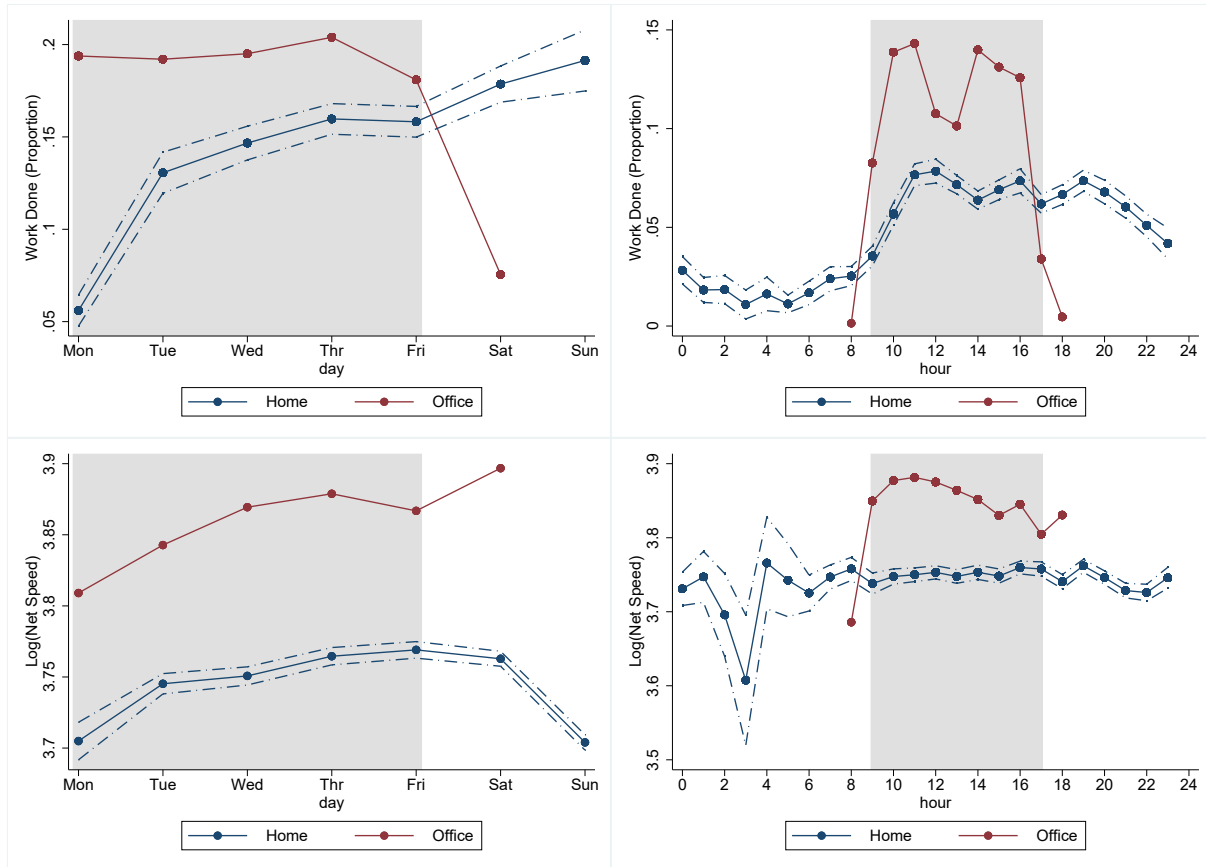 Work Done (Proportion)
.2
.15
.1
.05
Mon Tue Wed Thr Fri Sat Sun
day
Home Office
Work Done (Proportion)
.15
.1
.05
0
0 2 4 6 8 10 12 14 16 18 20 22 24
hour
Home Office
Log(Net Speed)
3.9
3.85
3.8
3.75
3.7
Mon Tue Wed Thr Fri Sat Sun
day
Home Office
Log(Net Speed)
3.9
3.8
3.7
3.6
3.5
0 2 4 6 8 10 12 14 16 18 20 22 24
hour
Home Office